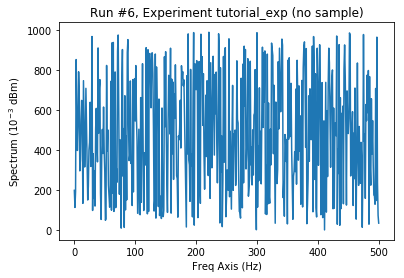 Run #6, Experiment tutorial_exp (no sample)
1000
800
600
400
200
0
Spectrum (10⁻³ dBm)
0 100 200 300 400 500
Freq Axis (Hz)